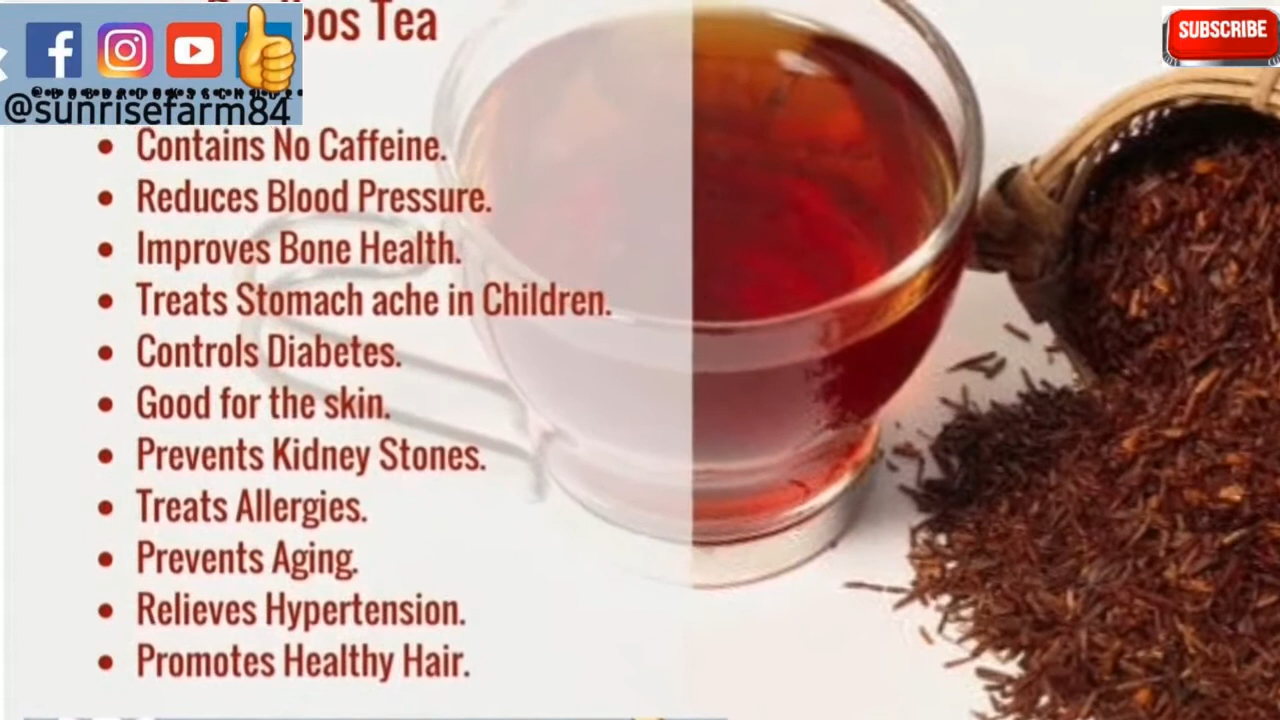 Tea
SUBSCRIBE
@sunrisefarm84
• Contains No Caffeine.
• Reduces Blood Pressure.
• Improves Bone Health.
• Treats Stomach ache in Children.
• Controls Diabetes.
• Good for the skin.
• Prevents Kidney Stones.
• Treats Allergies.
• Prevents Aging.
• Relieves Hypertension.
• Promotes Healthy Hair.